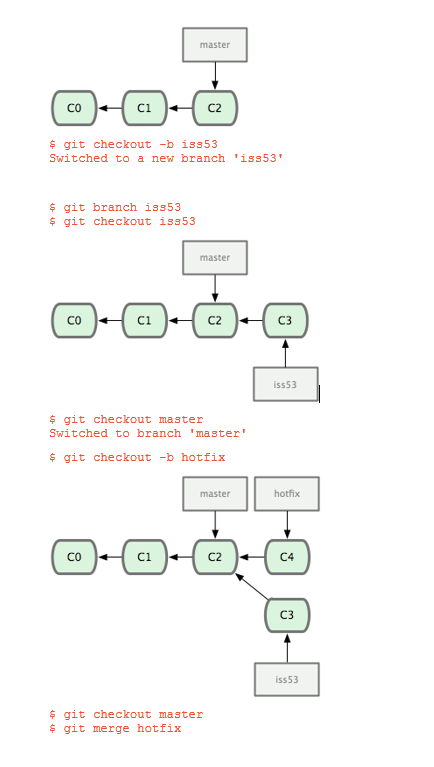 master
C0 C1 C2
$ git checkout -b iss53
Switched to a new branch 'iss53'
$ git branch iss53
$ git checkout iss53
master
C0 C1 C2 C3
iss53
$ git checkout master
Switched to branch 'master'
$ git checkout -b hotfix
master hotfix
C0 C1 C2 C4
C3
iss53
$ git checkout master
$ git merge hotfix